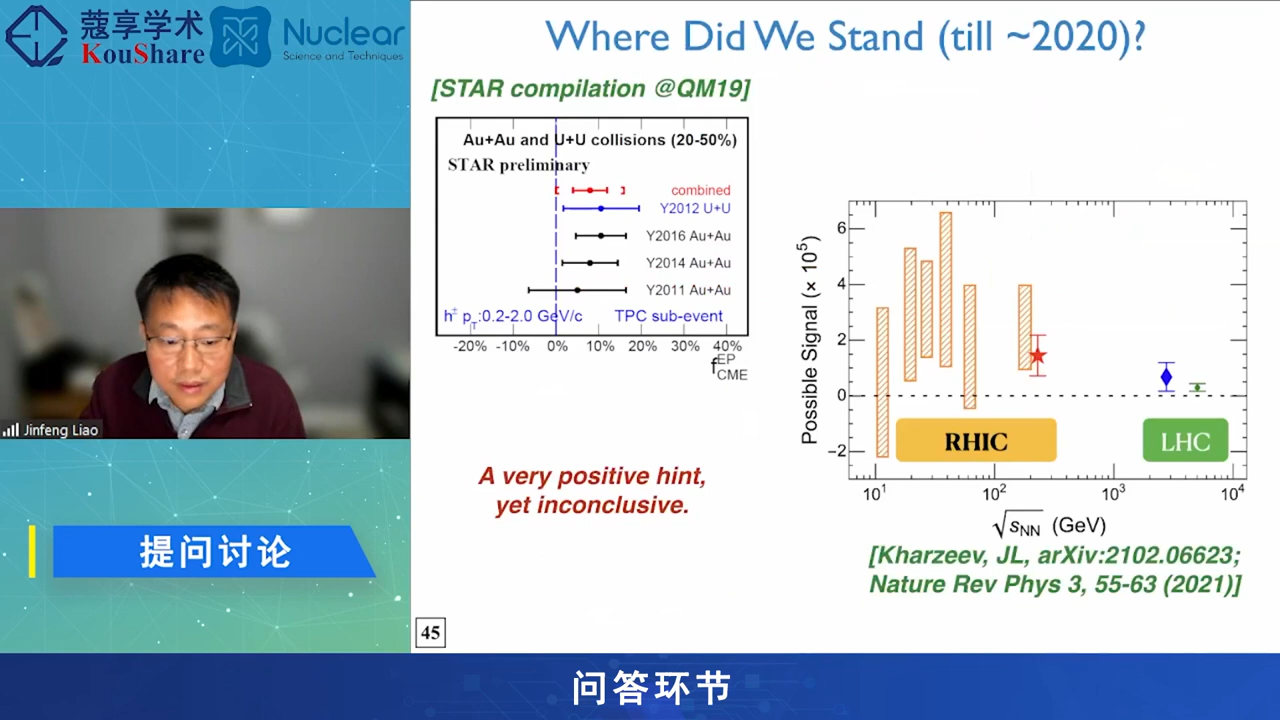 蔻享学术
KouShare
Nuclear
Science and Techniques
Jinfeng Liao
提问讨论
Where Did We Stand (till ~2020)?
[STAR compilation @QM19]
Au+Au and U+U collisions (20-50%)
STAR preliminary
combined
Y2012 U+U
Y2016 Au+Au
Y2014 Au+Au
Y2011 Au+Au
h± pT:0.2-2.0 GeV/c TPC sub-event
-20% -10% 0% 10% 20% 30% 40%
f EP CME
A very positive hint,
yet inconclusive.
Possible Signal (× 10⁵)
6
4
2
0
−2
RHIC
LHC
10¹ 10² 10³ 10⁴
√sNN (GeV)
[Kharzeev, JL, arXiv:2102.06623;
Nature Rev Phys 3, 55-63 (2021)]
45
问答环节